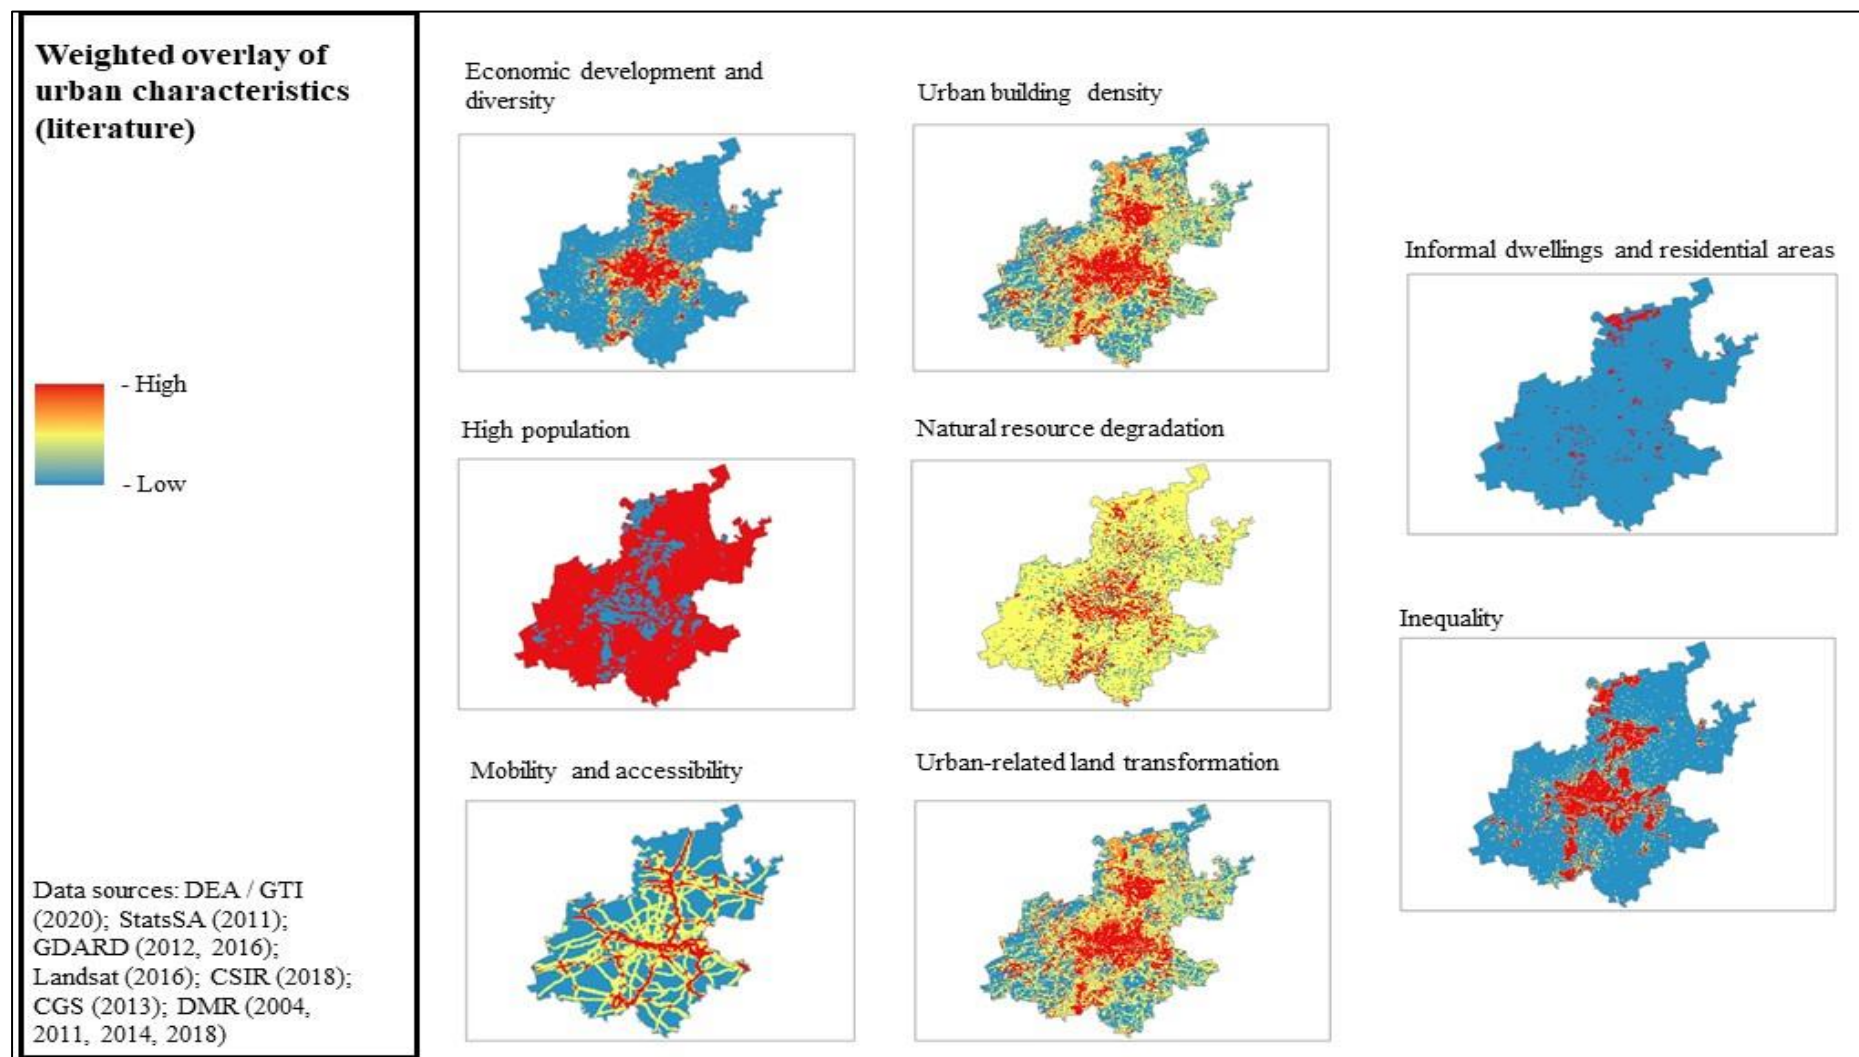 Weighted overlay of
urban characteristics
(literature)
- High
- Low
Data sources: DEA / GTI
(2020); StatsSA (2011);
GDARD (2012, 2016);
Landsat (2016); CSIR (2018);
CGS (2013); DMR (2004,
2011, 2014, 2018)
Economic development and
diversity
Urban building density
High population
Natural resource degradation
Mobility and accessibility
Urban-related land transformation
Informal dwellings and residential areas
Inequality